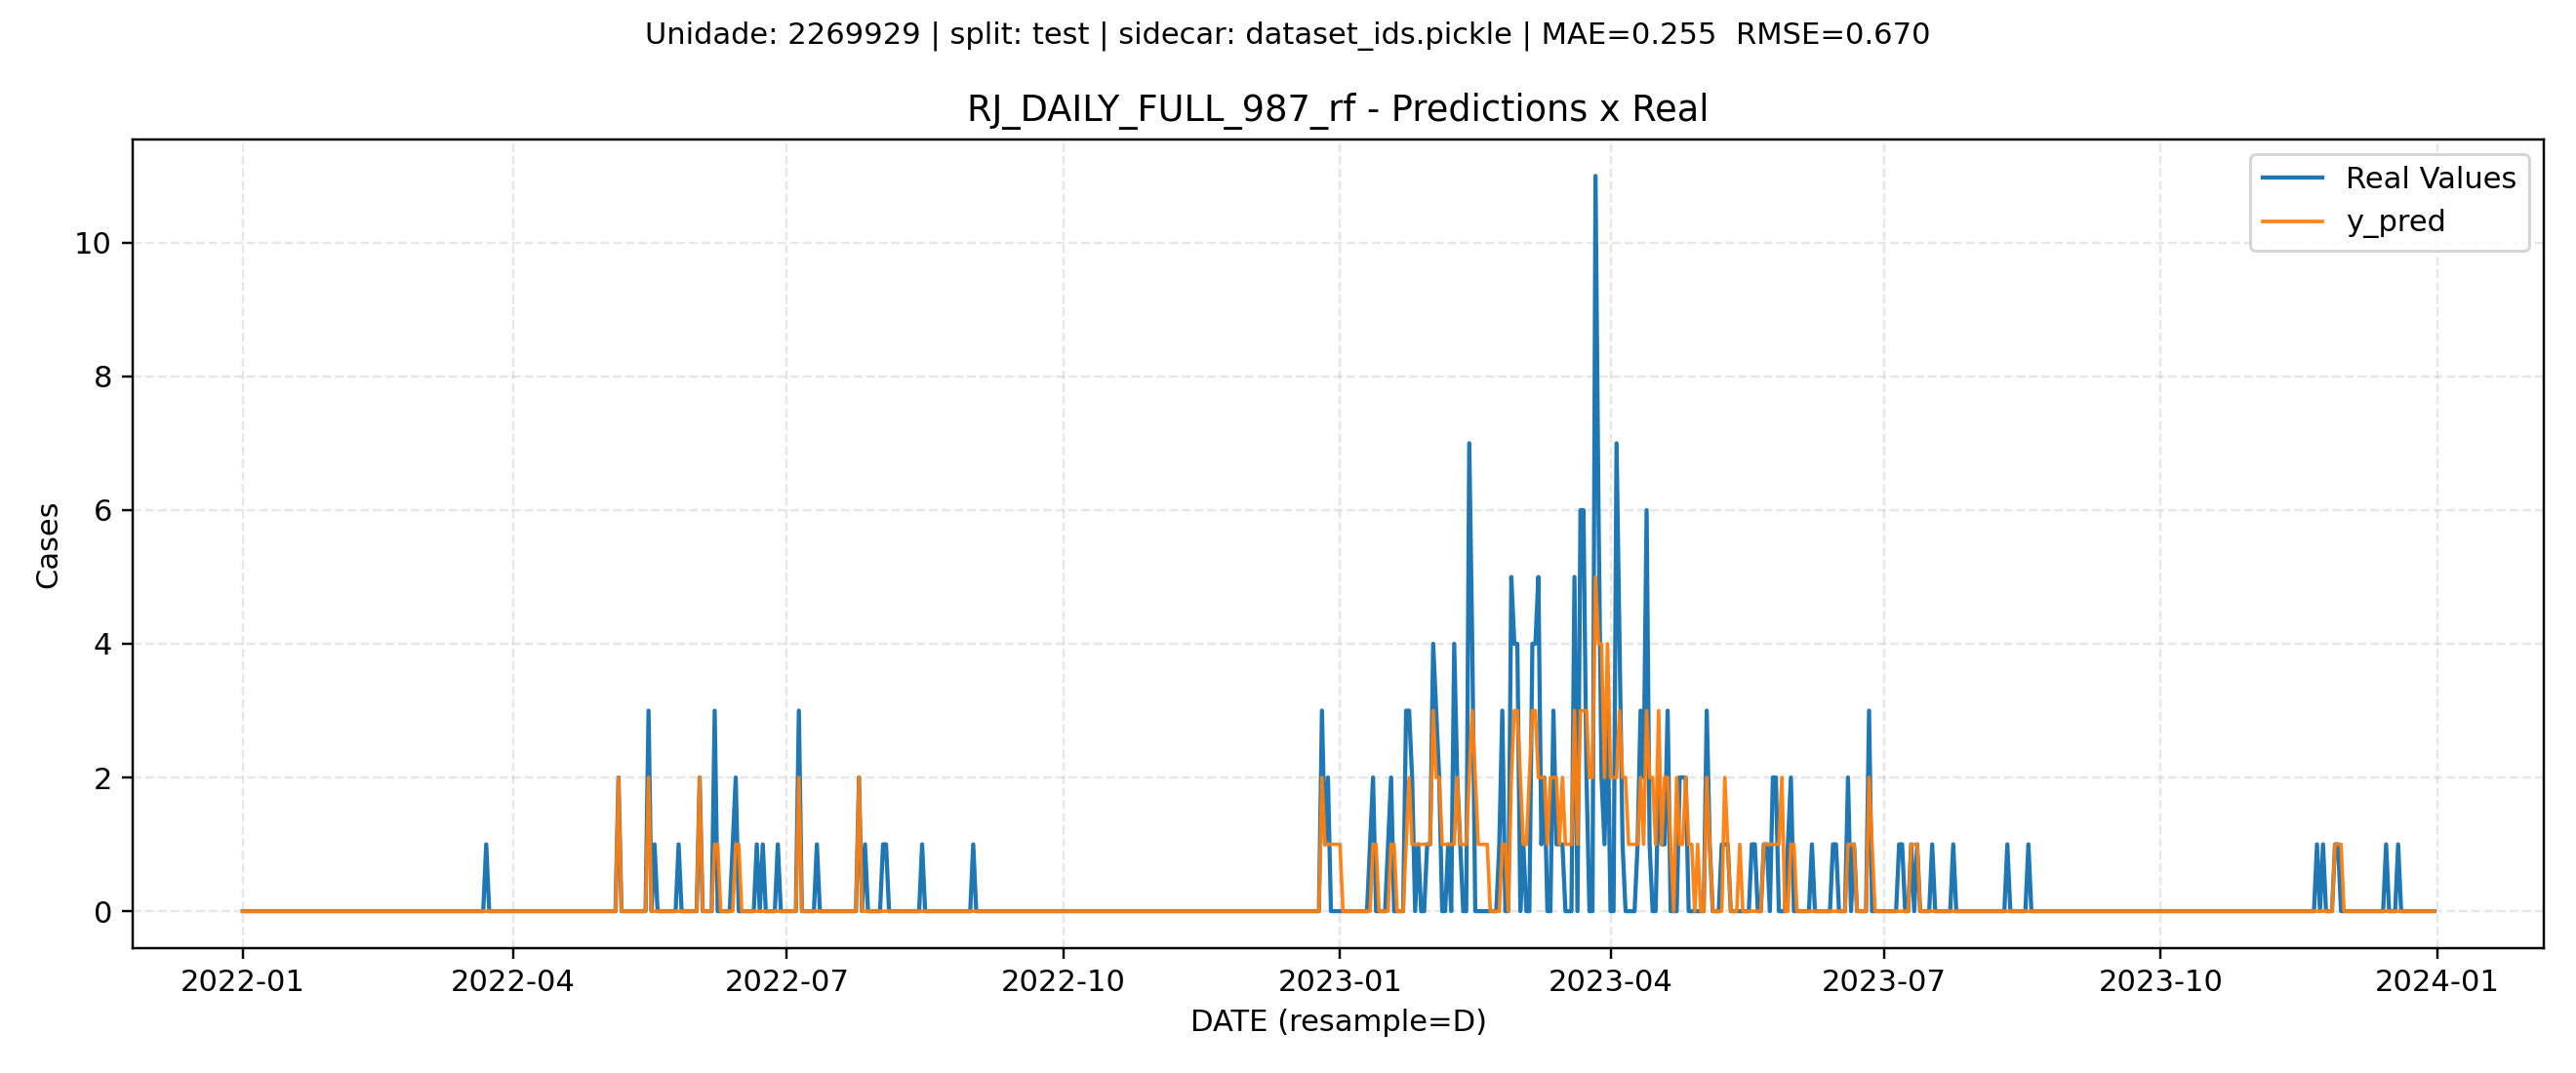 Unidade: 2269929 | split: test | sidecar: dataset_ids.pickle | MAE=0.255  RMSE=0.670
RJ_DAILY_FULL_987_rf - Predictions x Real
Real Values
y_pred
10
8
6
4
2
0
Cases
2022-01
2022-04
2022-07
2022-10
2023-01
2023-04
2023-07
2023-10
2024-01
DATE (resample=D)